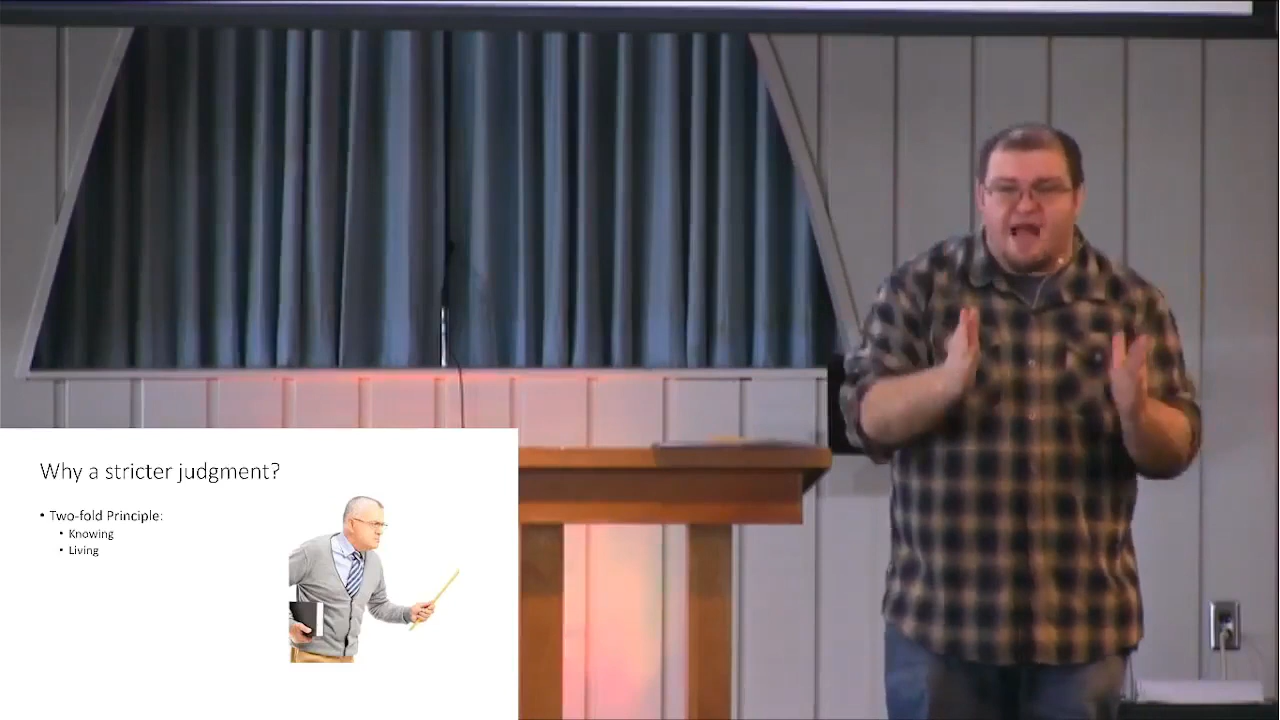 Why a stricter judgment?
• Two-fold Principle:
• Knowing
• Living